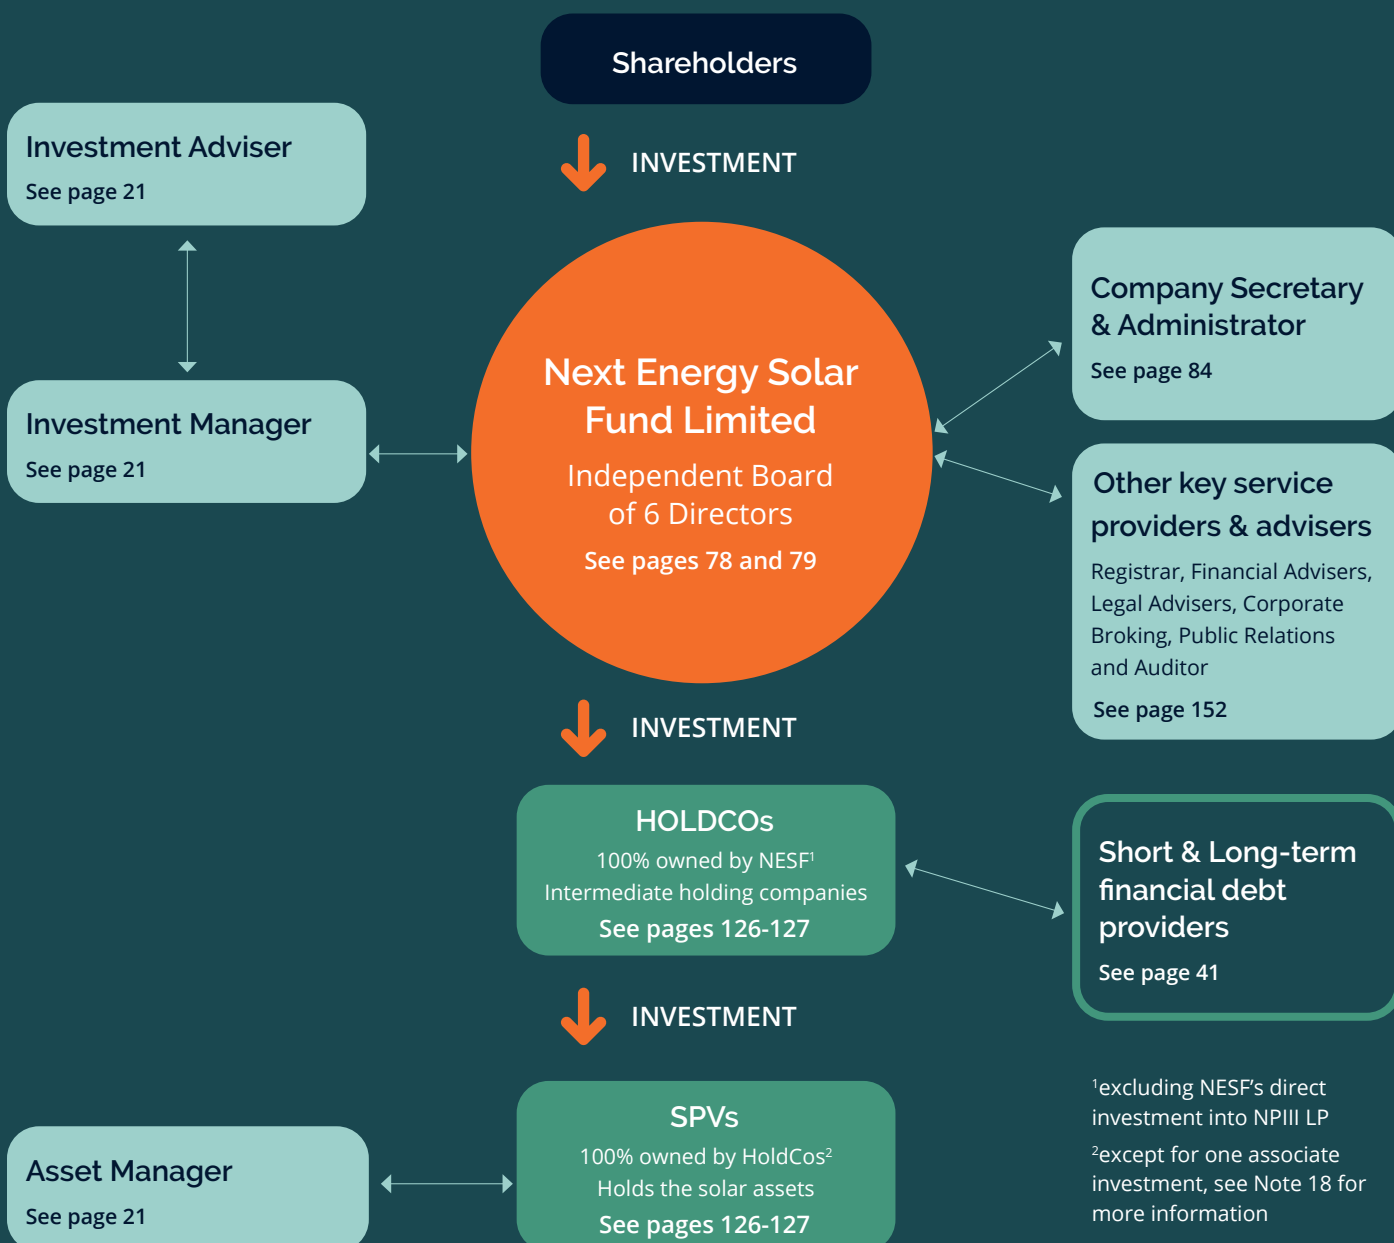 Shareholders
INVESTMENT
Investment Adviser
See page 21
Investment Manager
See page 21
Next Energy Solar
Fund Limited
Independent Board
of 6 Directors
See pages 78 and 79
Company Secretary
& Administrator
See page 84
Other key service
providers & advisers
Registrar, Financial Advisers,
Legal Advisers, Corporate
Broking, Public Relations
and Auditor
See page 152
INVESTMENT
HOLDCOs
100% owned by NESF¹
Intermediate holding companies
See pages 126-127
Short & Long-term
financial debt
providers
See page 41
INVESTMENT
SPVs
100% owned by HoldCos²
Holds the solar assets
See pages 126-127
Asset Manager
See page 21
¹excluding NESF’s direct
investment into NPIII LP
²except for one associate
investment, see Note 18 for
more information